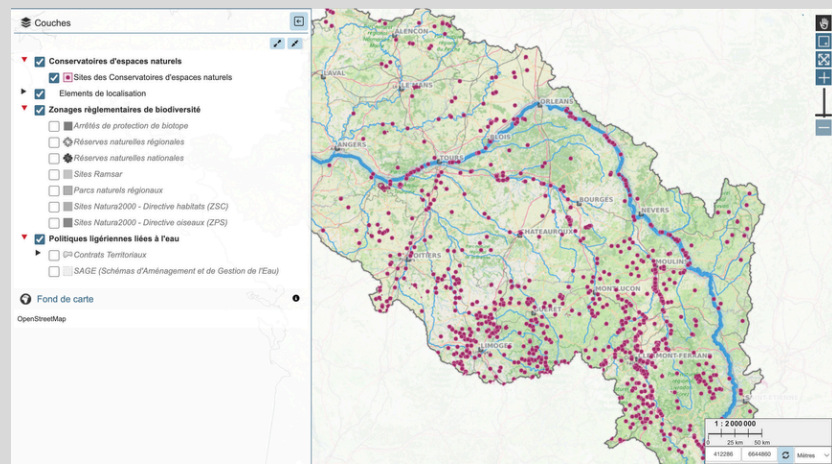 Couches
Conservatoires d'espaces naturels
Sites des Conservatoires d'espaces naturels
Elements de localisation
Zonages règlementaires de biodiversité
Arrêtés de protection de biotope
Réserves naturelles régionales
Réserves naturelles nationales
Sites Ramsar
Parcs naturels régionaux
Sites Natura2000 - Directive habitats (ZSC)
Sites Natura2000 - Directive oiseaux (ZPS)
Politiques ligériennes liées à l'eau
Contrats Territoriaux
SAGE (Schémas d'Aménagement et de Gestion de l'Eau)
Fond de carte
OpenStreetMap
ALENCON
LAVAL
LE MANS
ORLEANS
ANGERS
BLOIS
TOURS
BOURGES
NEVERS
CHATEAUROUX
POITIERS
MOULINS
MONTLUCON
GUERET
LIMOGES
CLERMONT-FERRAND
1 : 2 000 000
0 25 km 50 km
412286 6644860 Mètres